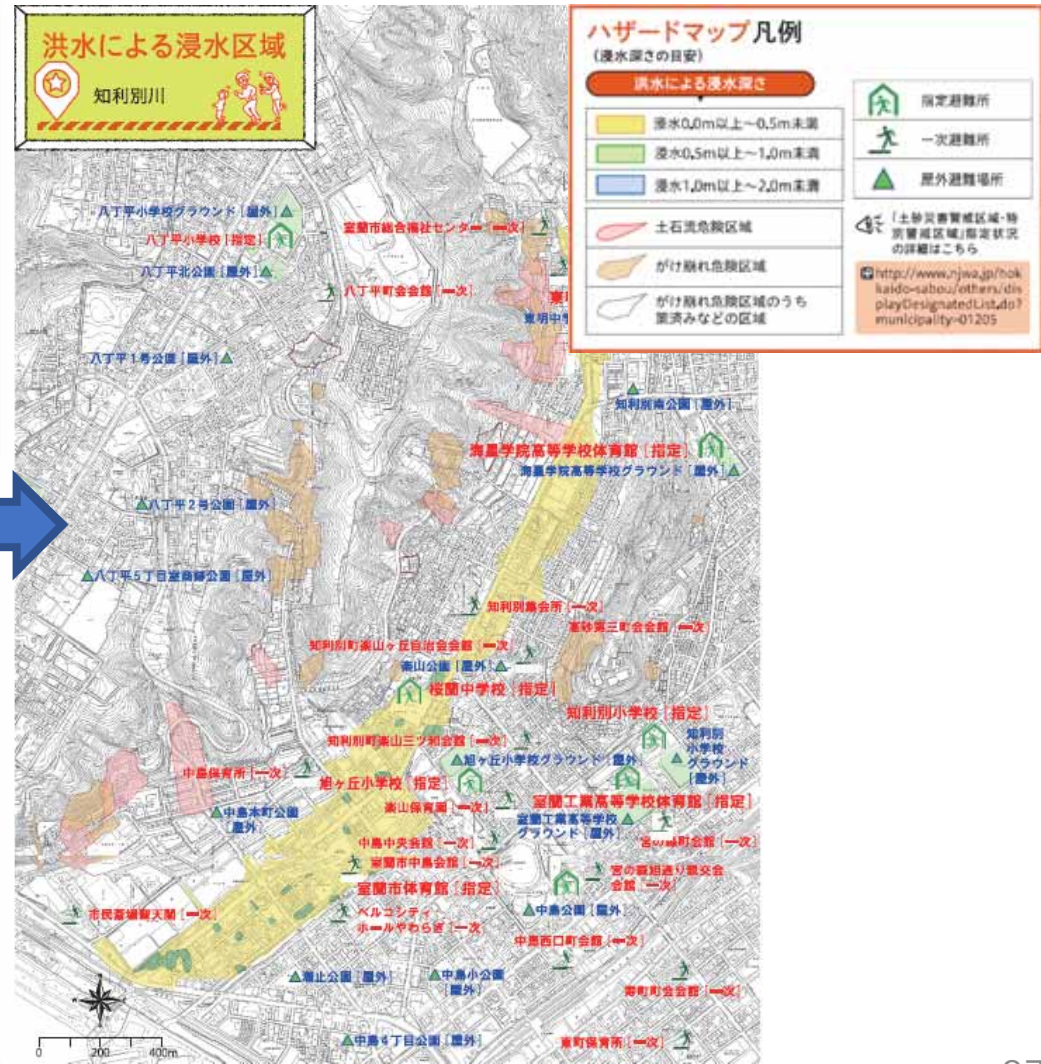 洪水による浸水区域
知利別川
ハザードマップ凡例
(浸水深さの目安)
洪水による浸水深さ
浸水0.0m以上〜0.5m未満
浸水0.5m以上〜1.0m未満
浸水1.0m以上〜2.0m未満
土石流危険区域
がけ崩れ危険区域
がけ崩れ危険区域のうち
業済みなどの区域
指定避難所
一次避難所
屋外避難場所
「土砂災害警戒区域・特
別警戒区域」指定状況
の詳細はこちら
http://www.njwa.jp/hok
kaido-sabou/others/dis
playDesignatedList.do?
municipality=01205
八丁平小学校グラウンド［屋外］
八丁平小学校［指定］
八丁平北公園［屋外］
室蘭市総合福祉センター［一次］
八丁平町会会館［一次］
東明中学
八丁平1号公園［屋外］
知利別南公園［屋外］
海星学院高等学校体育館［指定］
海星学院高等学校グラウンド［屋外］
八丁平2号公園［屋外］
八丁平5丁目室商跡公園［屋外］
知利別集会所［一次］
高砂第三町会会館［一次］
知利別町楽山ヶ丘自治会会館［一次
楽山公園［屋外］
桜蘭中学校［指定］
知利別小学校［指定］
知利別町楽山三ツ和会館［一次］
知利別
小学校
グラウンド
［屋外］
旭ヶ丘小学校グラウンド［屋外］
中島保育所［一次］
旭ヶ丘小学校［指定］
楽山保育園［一次］
室蘭工業高等学校体育館［指定］
中島本町公園
［屋外
室蘭工業高等学校
グラウンド［屋外］
中島中央会館［一次］
宮の森町会館［一次］
室蘭市中島会館［一次］
宮の森旭通り親交会
会館［一次］
室蘭市体育館［指定］
市民斎場報天閣［一次］
ベルコシティ
ホールやわらぎ［一次］
中島公園［屋外］
中島西口町会館［一次］
潮止公園［屋外］
中島小公園
［屋外］
寿町町会会館［一次］
中島4丁目公園［屋外］
東町保育所［一次］
0 200 400m